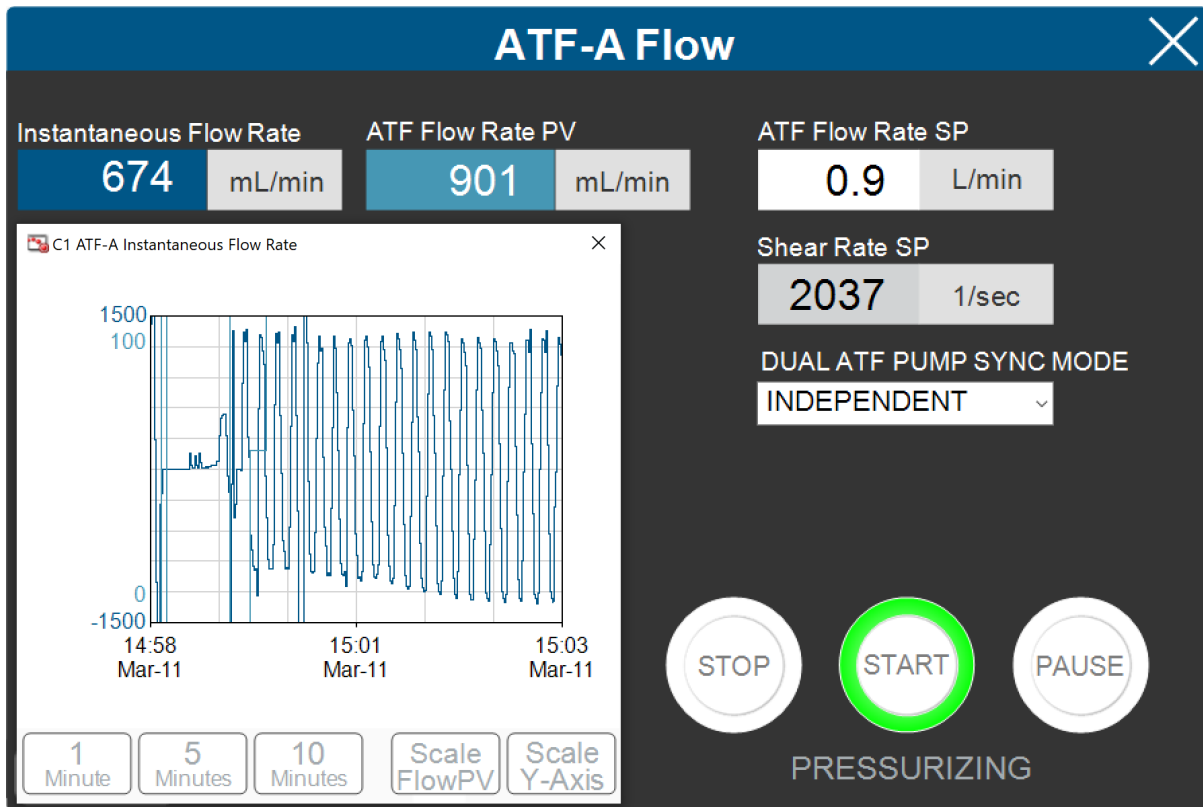 ATF-A Flow
Instantaneous Flow Rate
674 mL/min
ATF Flow Rate PV
901 mL/min
ATF Flow Rate SP
0.9 L/min
C1 ATF-A Instantaneous Flow Rate
Shear Rate SP
2037 1/sec
DUAL ATF PUMP SYNC MODE
INDEPENDENT
1500
100
0
-1500
14:58 15:01 15:03
Mar-11 Mar-11 Mar-11
STOP START PAUSE
PRESSURIZING
1
Minute
5
Minutes
10
Minutes
Scale
FlowPV
Scale
Y-Axis